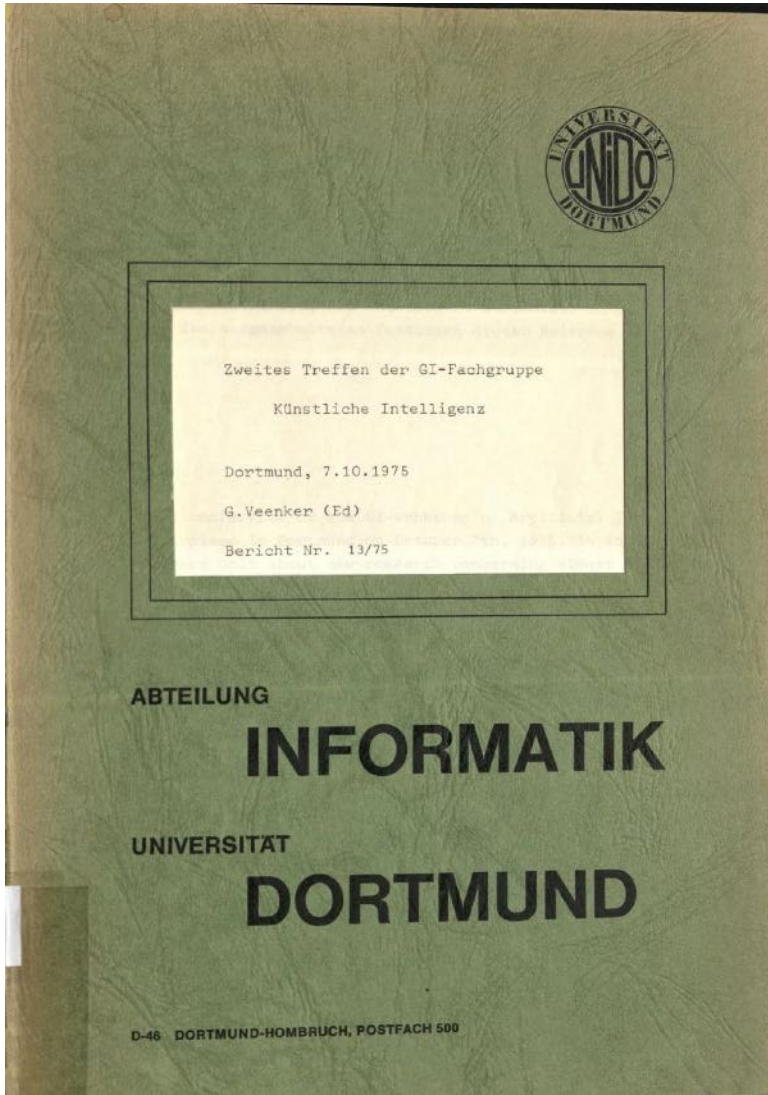 UNIVERSITÄT
UNIDO
DORTMUND
Zweites Treffen der GI-Fachgruppe
Künstliche Intelligenz
Dortmund, 7.10.1975
G.Veenker (Ed)
Bericht Nr. 13/75
ABTEILUNG
INFORMATIK
UNIVERSITÄT
DORTMUND
D-46 DORTMUND-HOMBRUCH, POSTFACH 500